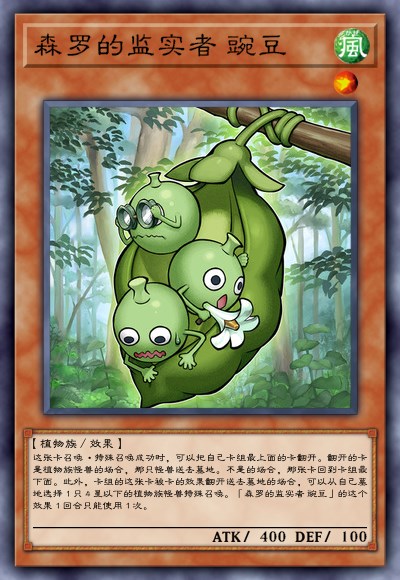 森罗的监实者 豌豆
風
【植物族／效果】
这张卡召唤·特殊召唤成功时，可以把自己卡组最上面的卡翻开。翻开的卡
是植物族怪兽的场合，那只怪兽送去墓地。不是的场合，那张卡回到卡组最
下面。此外，卡组的这张卡被卡的效果翻开送去墓地的场合，可以从自己墓
地选择1只4星以下的植物族怪兽特殊召唤。「森罗的监实者 豌豆」的这个
效果1回合只能使用1次。
ATK/ 400 DEF/ 100